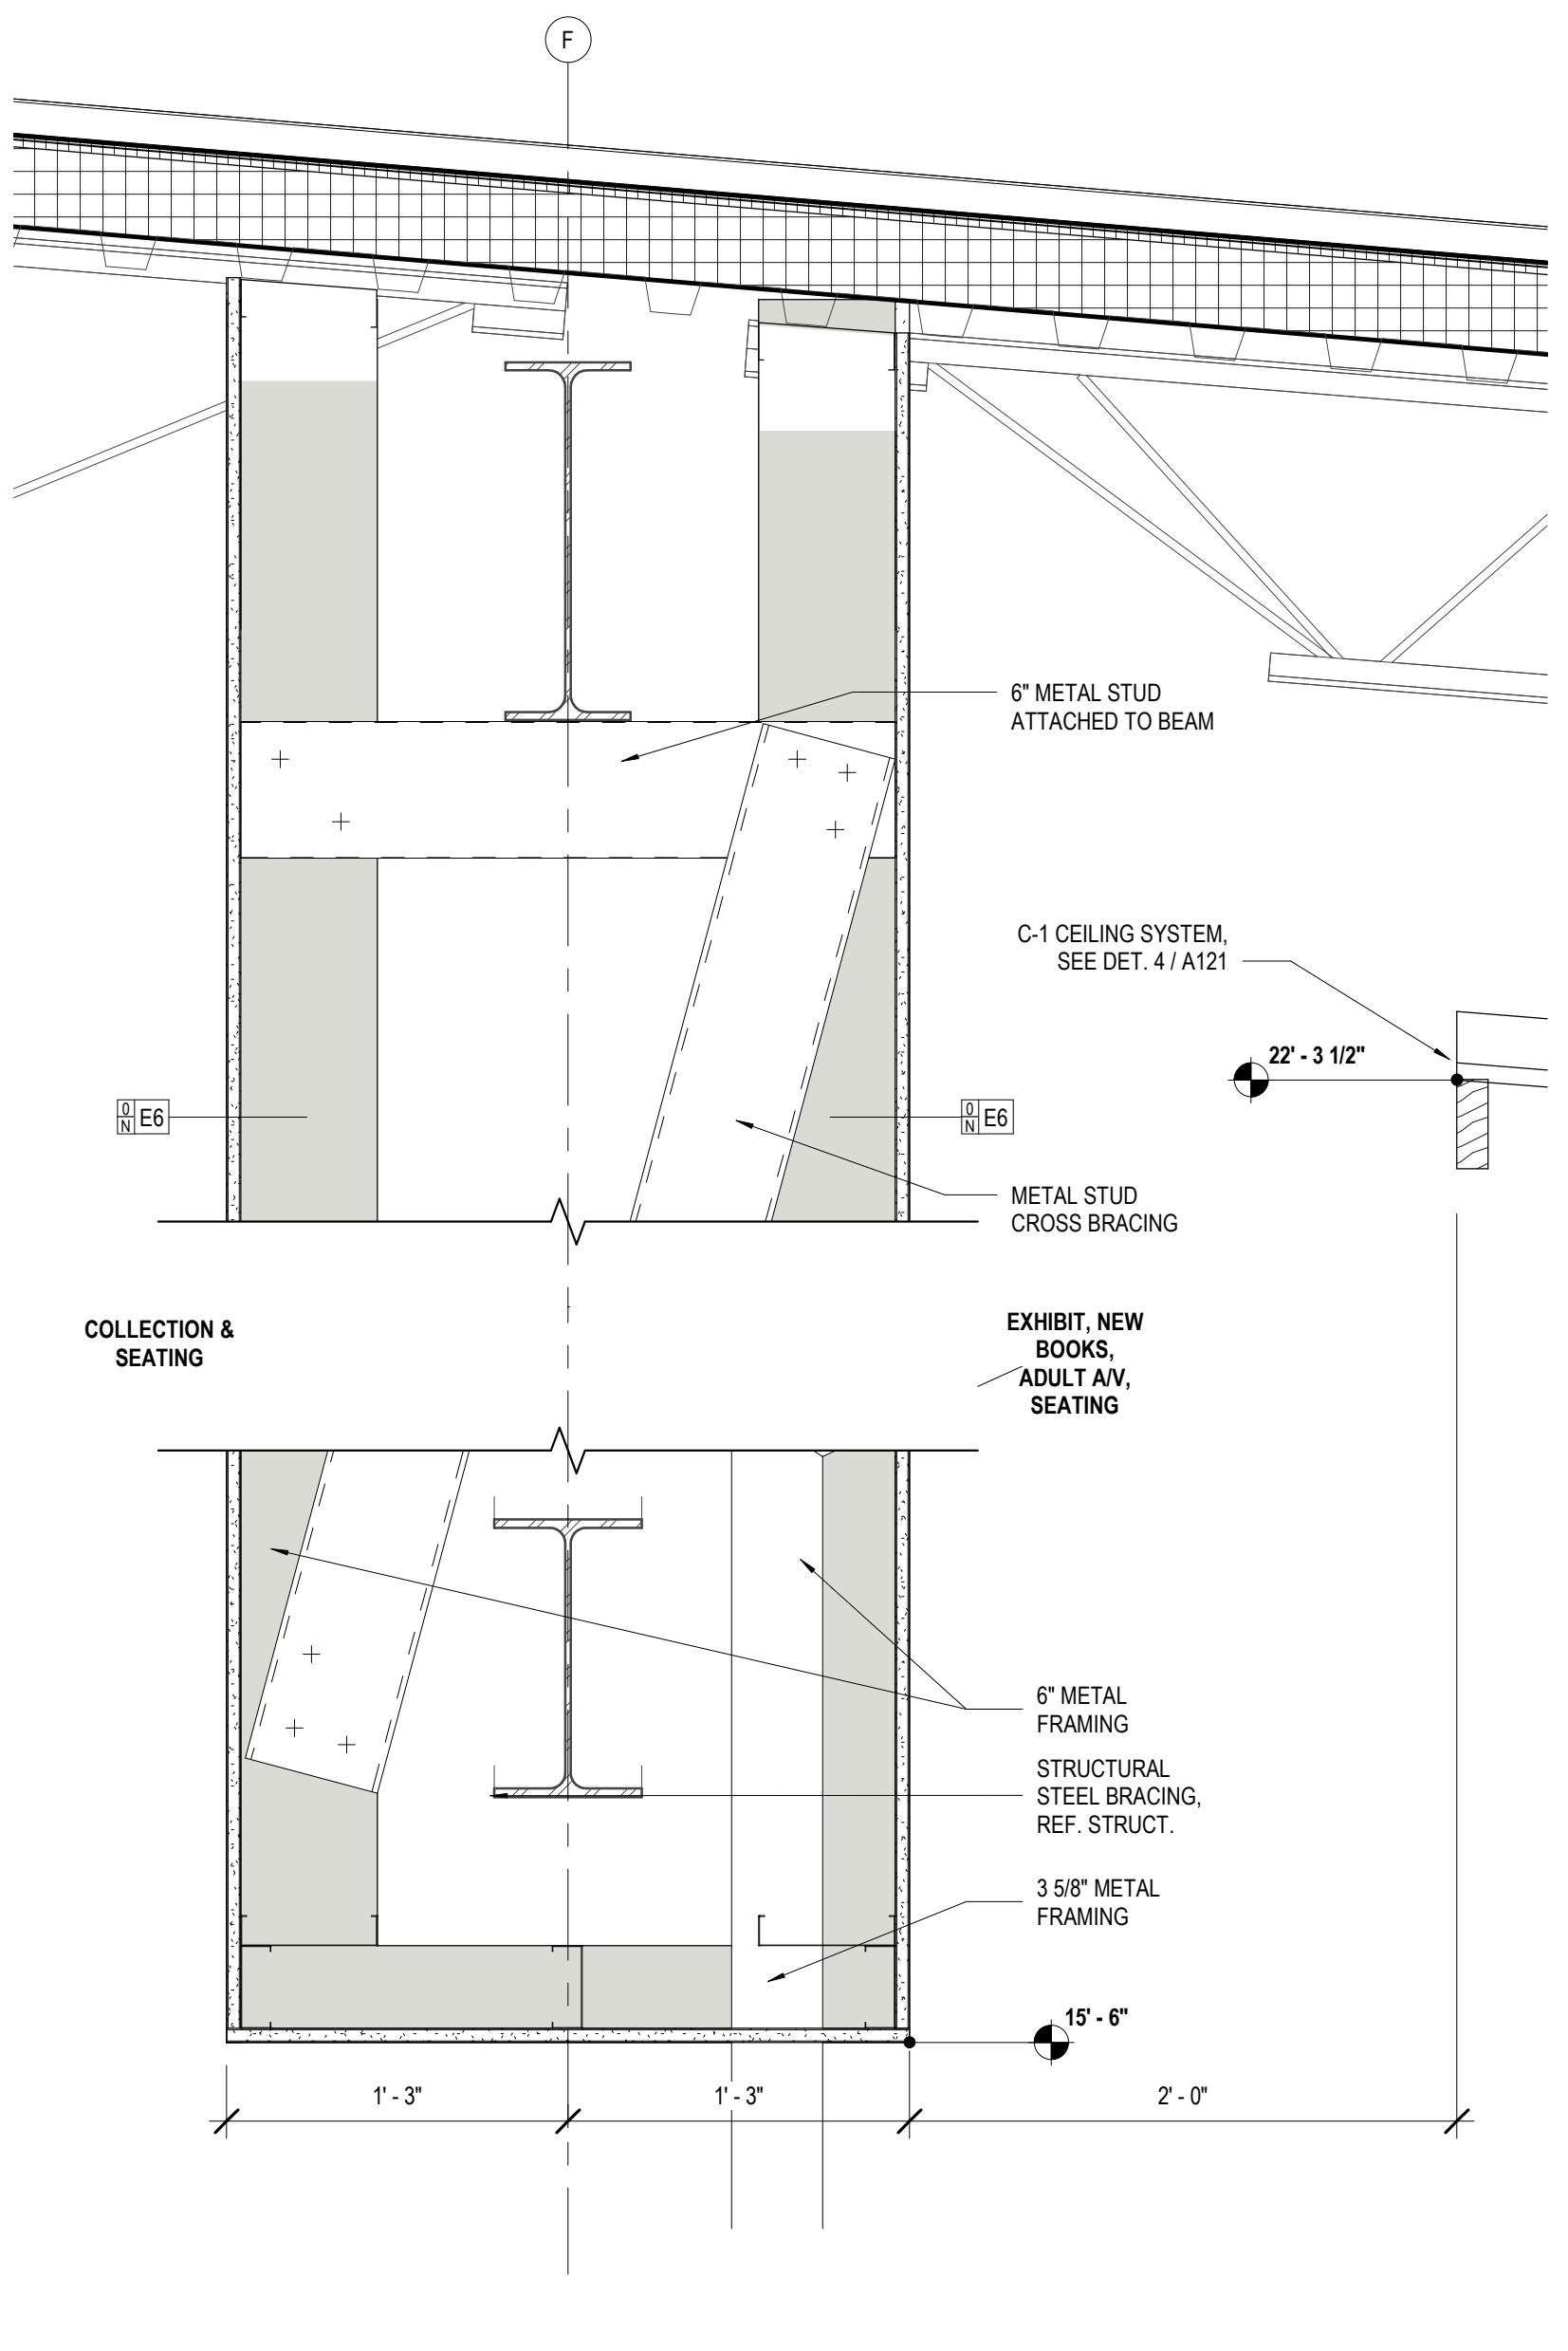 F
6" METAL STUD
ATTACHED TO BEAM
C-1 CEILING SYSTEM,
SEE DET. 4 / A121
22' - 3 1/2"
0
N
E6
0
N
E6
METAL STUD
CROSS BRACING
COLLECTION &
SEATING
EXHIBIT, NEW
BOOKS,
ADULT A/V,
SEATING
6" METAL
FRAMING
STRUCTURAL
STEEL BRACING,
REF. STRUCT.
3 5/8" METAL
FRAMING
15' - 6"
1' - 3"
1' - 3"
2' - 0"